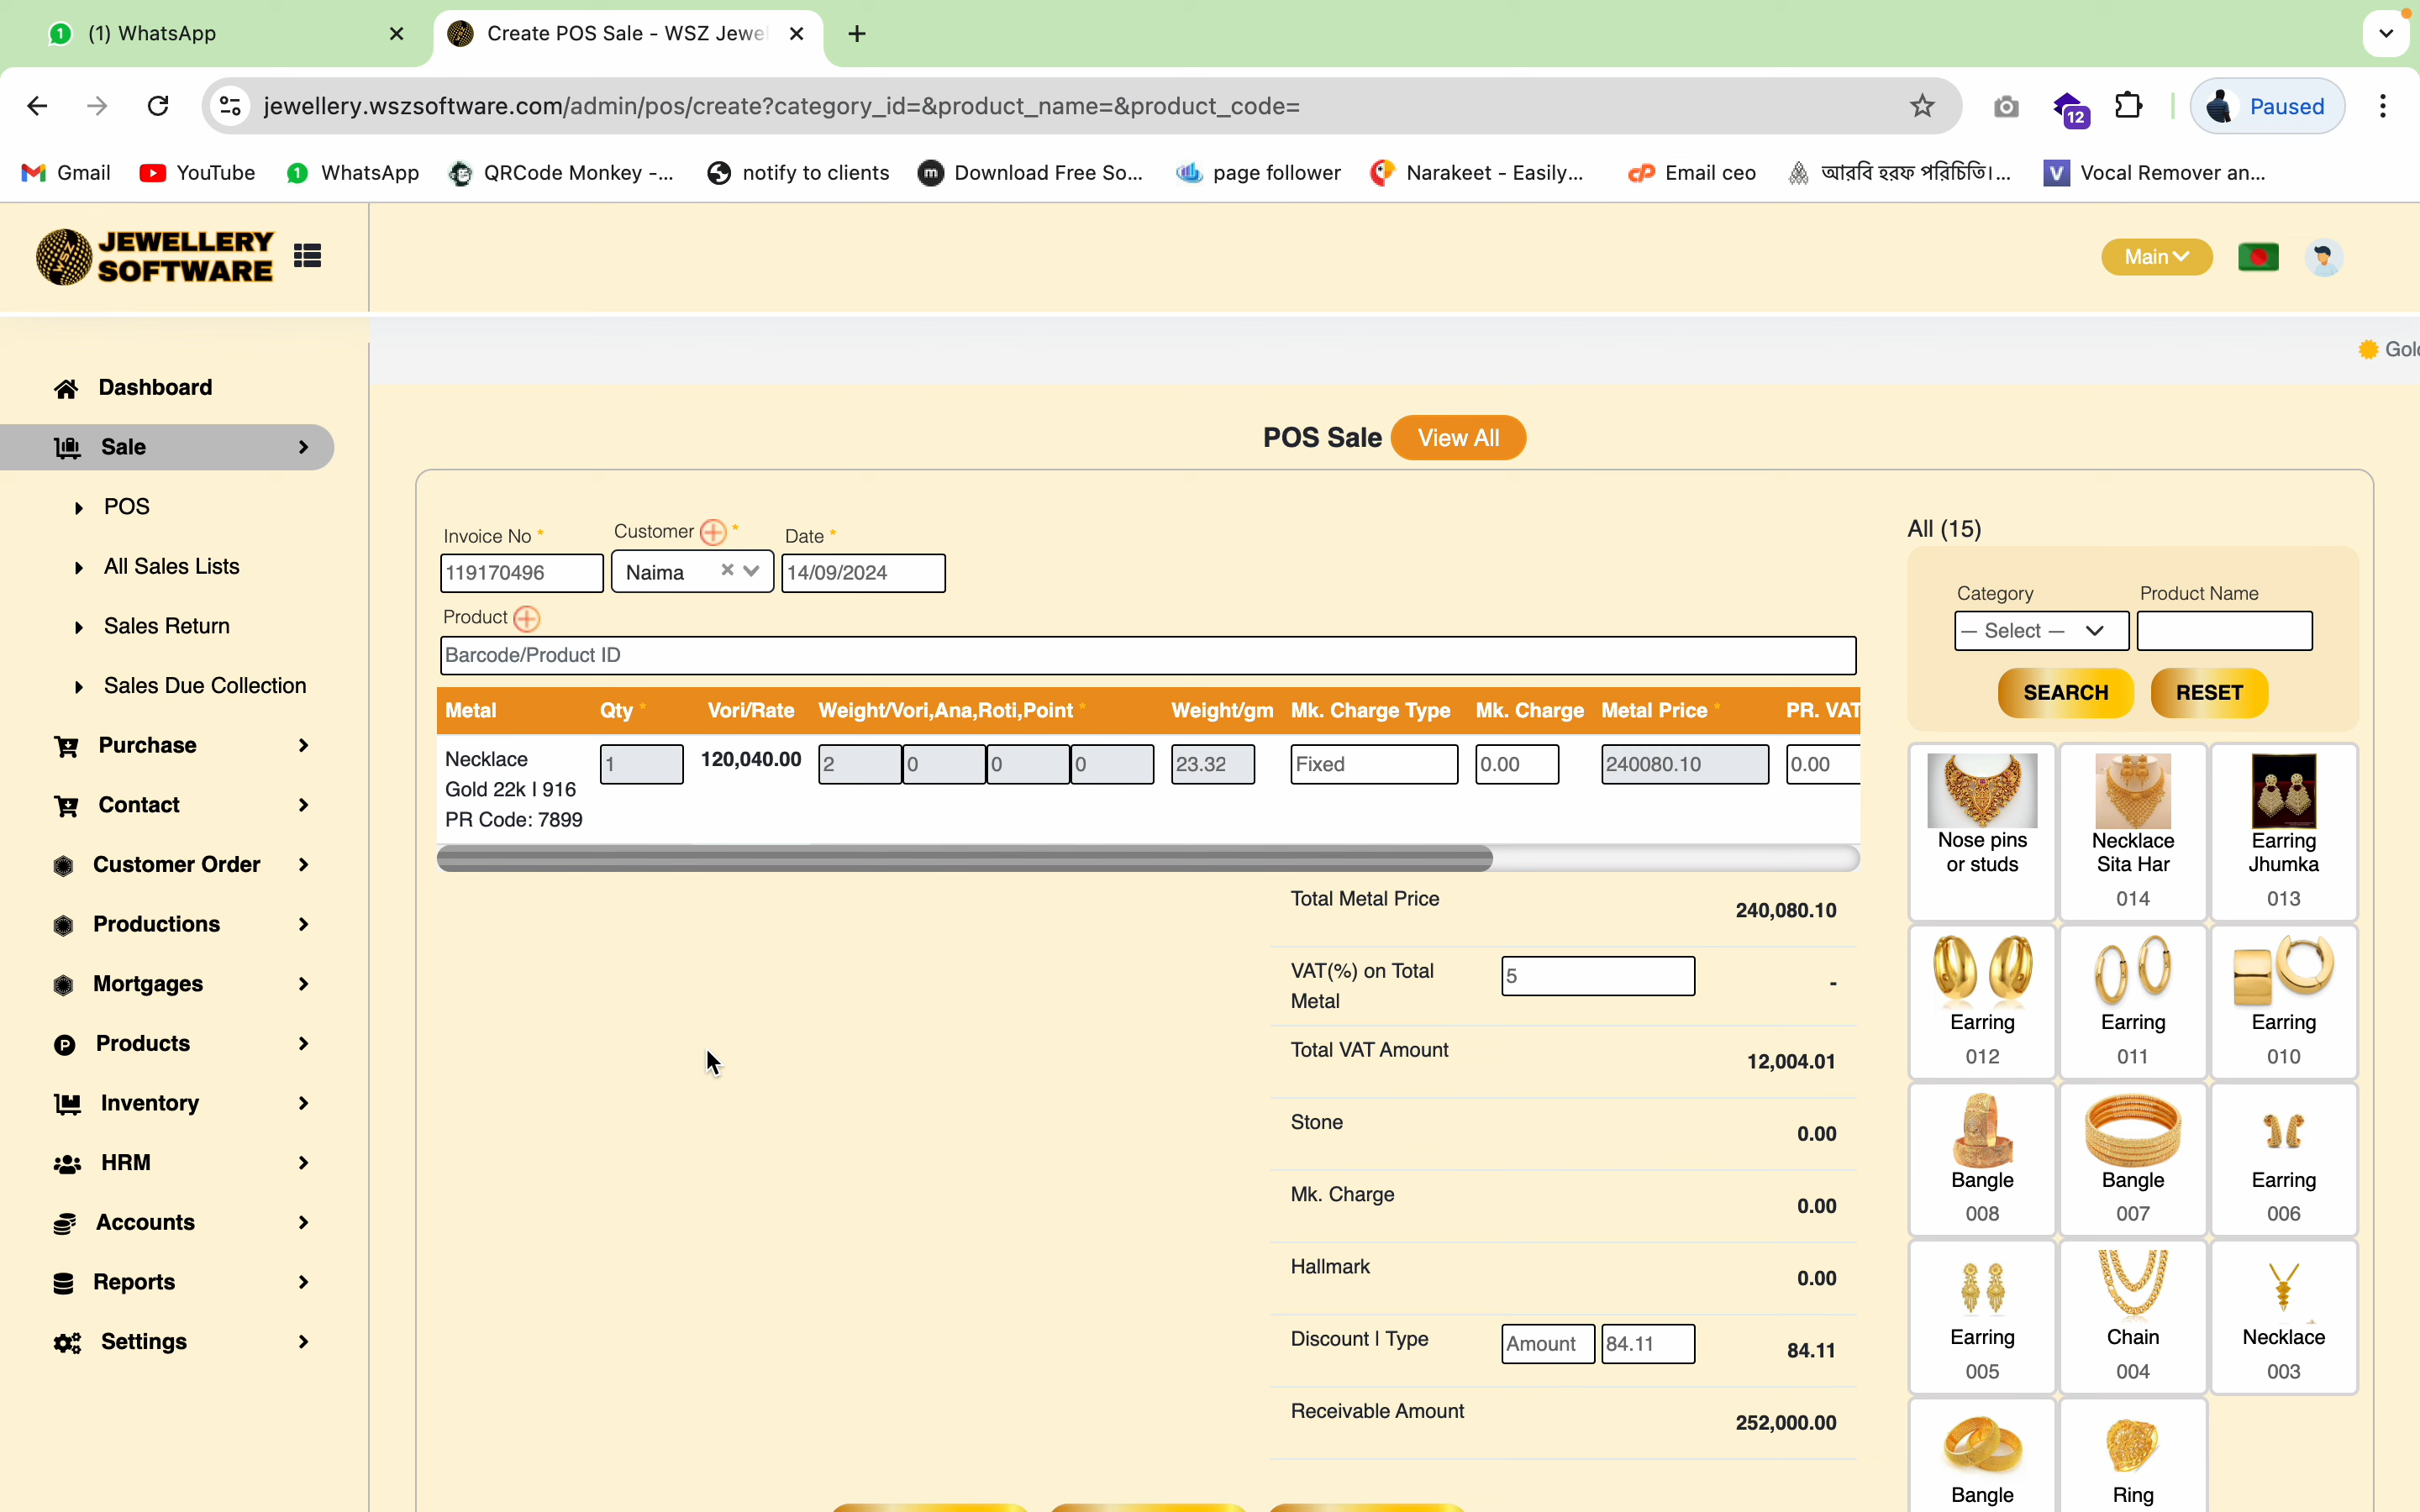 (1) WhatsApp
Create POS Sale - WSZ Jewe
jewellery.wszsoftware.com/admin/pos/create?category_id=&product_name=&product_code=
12
Paused
Gmail
YouTube
WhatsApp
QRCode Monkey -...
notify to clients
Download Free So...
page follower
Narakeet - Easily...
Email ceo
আরবি হরফ পরিচিতি।...
Vocal Remover an...
JEWELLERY
SOFTWARE
Main
Gold
Dashboard
Sale
POS
All Sales Lists
Sales Return
Sales Due Collection
Purchase
Contact
Customer Order
Productions
Mortgages
Products
Inventory
HRM
Accounts
Reports
Settings
POS Sale View All
Invoice No * Customer * Date *
119170496 Naima 14/09/2024
Product
Barcode/Product ID
Metal Qty * Vori/Rate Weight/Vori,Ana,Roti,Point * Weight/gm Mk. Charge Type Mk. Charge Metal Price * PR. VAT
Necklace 1 120,040.00 2 0 0 0 23.32 Fixed 0.00 240080.10 0.00
Gold 22k | 916
PR Code: 7899
Total Metal Price 240,080.10
VAT(%) on Total Metal 5 -
Total VAT Amount 12,004.01
Stone 0.00
Mk. Charge 0.00
Hallmark 0.00
Discount | Type Amount 84.11 84.11
Receivable Amount 252,000.00
All (15)
Category Product Name
— Select —
SEARCH RESET
Nose pins or studs
Necklace Sita Har
014
Earring Jhumka
013
Earring
012
Earring
011
Earring
010
Bangle
008
Bangle
007
Earring
006
Earring
005
Chain
004
Necklace
003
Bangle
Ring